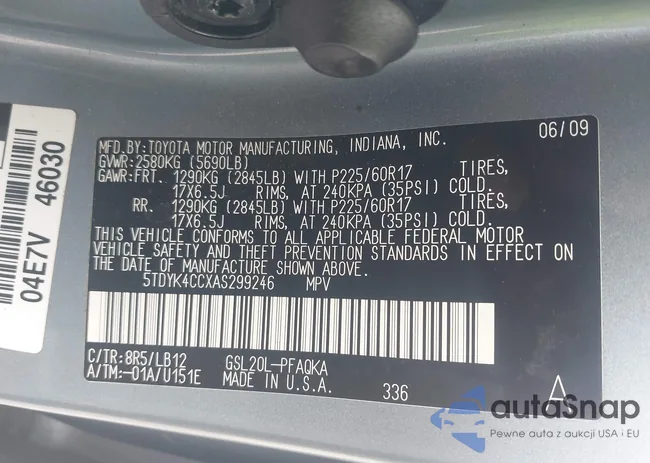 04E7V 46030
MFD.BY:TOYOTA MOTOR MANUFACTURING, INDIANA, INC. 06/09
GVWR:2580KG (5690LB)
GAWR:FRT. 1290KG (2845LB) WITH P225/60R17 TIRES,
17X6.5J RIMS, AT 240KPA (35PSI) COLD.
RR. 1290KG (2845LB) WITH P225/60R17 TIRES,
17X6.5J RIMS, AT 240KPA (35PSI) COLD.
THIS VEHICLE CONFORMS TO ALL APPLICABLE FEDERAL MOTOR
VEHICLE SAFETY AND THEFT PREVENTION STANDARDS IN EFFECT ON
THE DATE OF MANUFACTURE SHOWN ABOVE.
5TDYK4CCXAS299246 MPV
C/TR: 8R5/LB12 GSL20L-PFAQKA
A/TM:-01A/U151E MADE IN U.S.A. 336 A
autoSnap
Pewne auta z aukcji USA i EU